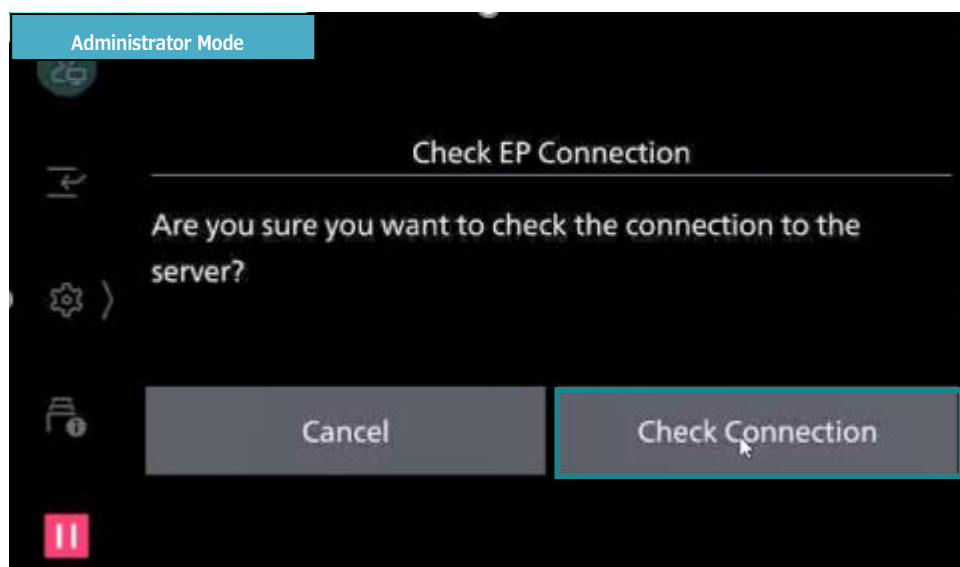 Administrator Mode
Check EP Connection
Are you sure you want to check the connection to the
server?
Cancel
Check Connection